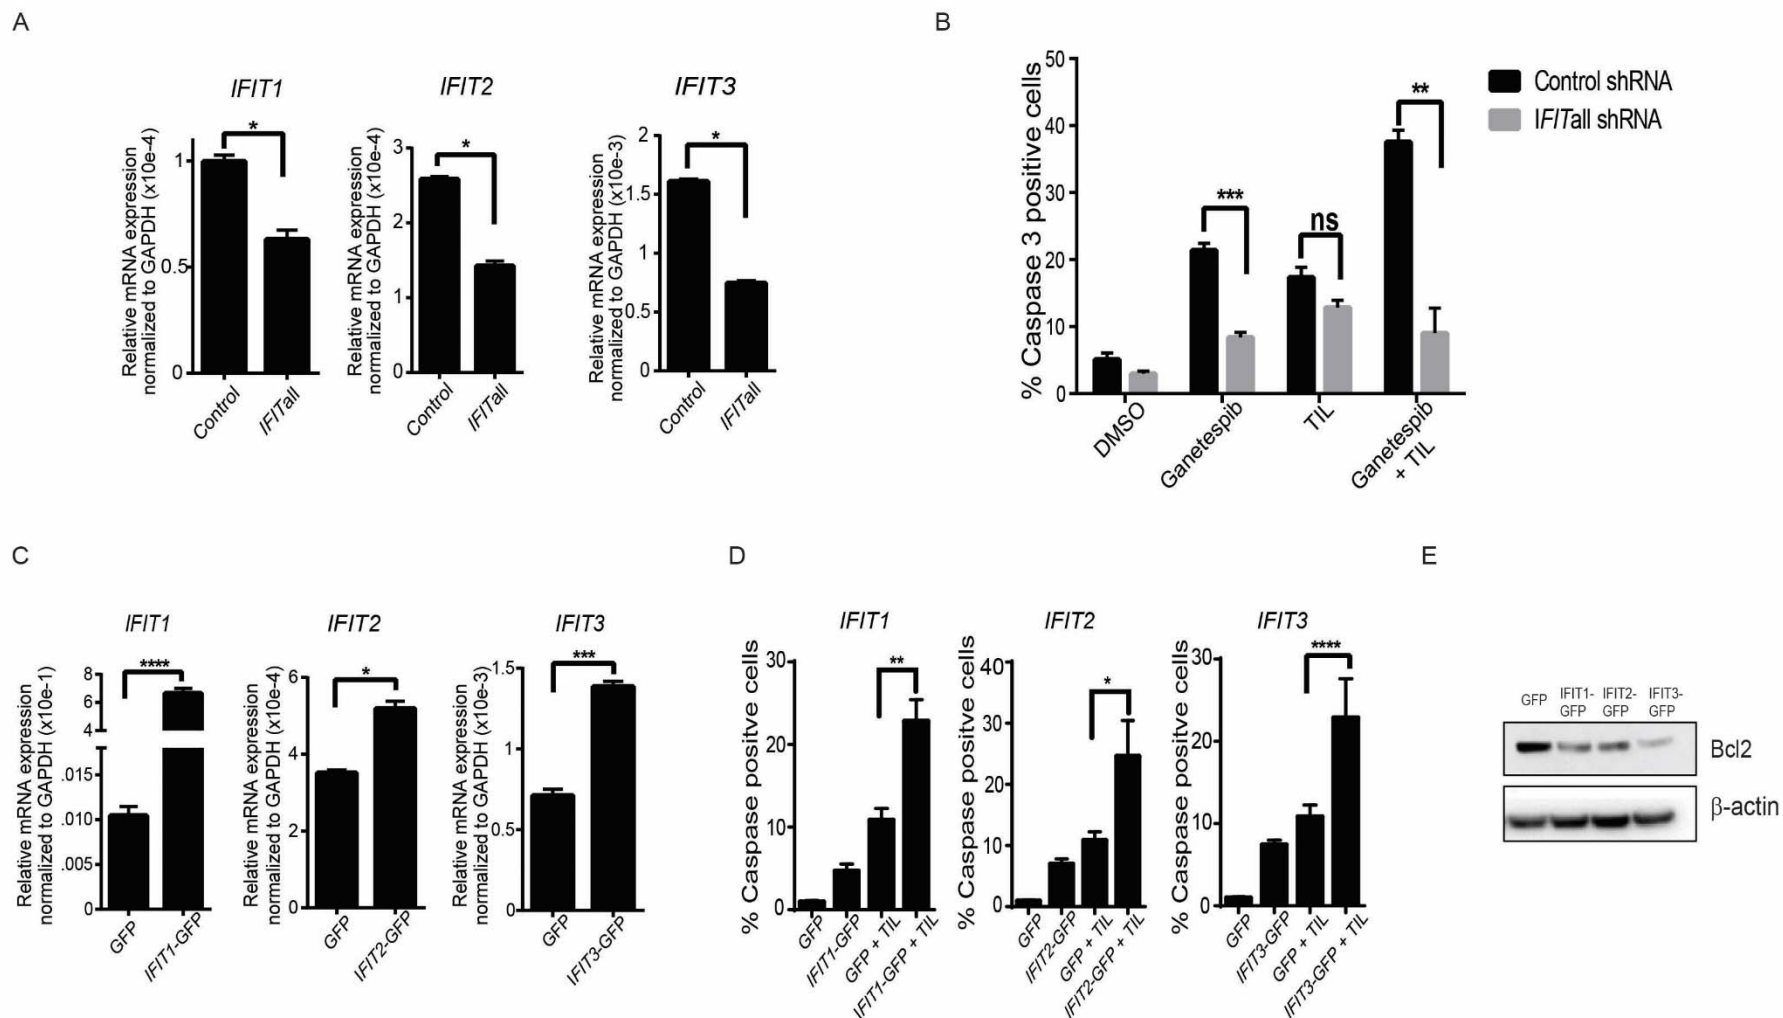 A
IFIT1
Relative mRNA expression
normalized to GAPDH (x10e-4)
1
0.5
0
*
Control
IFITall
IFIT2
Relative mRNA expression
normalized to GAPDH (x10e-4)
3
2
1
0
*
Control
IFITall
IFIT3
Relative mRNA expression
normalized to GAPDH (x10e-3)
2
1.5
1
0.5
0
*
Control
IFITall
B
% Caspase 3 positive cells
50
40
30
20
10
0
***
ns
**
DMSO
Ganetespib
TIL
Ganetespib
+ TIL
Control shRNA
IFITall shRNA
C
IFIT1
Relative mRNA expression
normalized to GAPDH (x10e-1)
8
6
4
.015
.010
.005
0
****
GFP
IFIT1-GFP
IFIT2
Relative mRNA expression
normalized to GAPDH (x10e-4)
6
4
2
0
*
GFP
IFIT2-GFP
IFIT3
Relative mRNA expression
normalized to GAPDH (x10e-3)
1.5
1
0.5
0
***
GFP
IFIT3-GFP
D
IFIT1
% Caspase positive cells
30
20
10
0
**
GFP
IFIT1-GFP
GFP + TIL
IFIT1-GFP + TIL
IFIT2
% Caspase positive cells
40
30
20
10
0
*
GFP
IFIT2-GFP
GFP + TIL
IFIT2-GFP + TIL
IFIT3
% Caspase positive cells
30
20
10
0
****
GFP
IFIT3-GFP
GFP + TIL
IFIT3-GFP + TIL
E
GFP
IFIT1-
GFP
IFIT2-
GFP
IFIT3-
GFP
Bcl2
β-actin